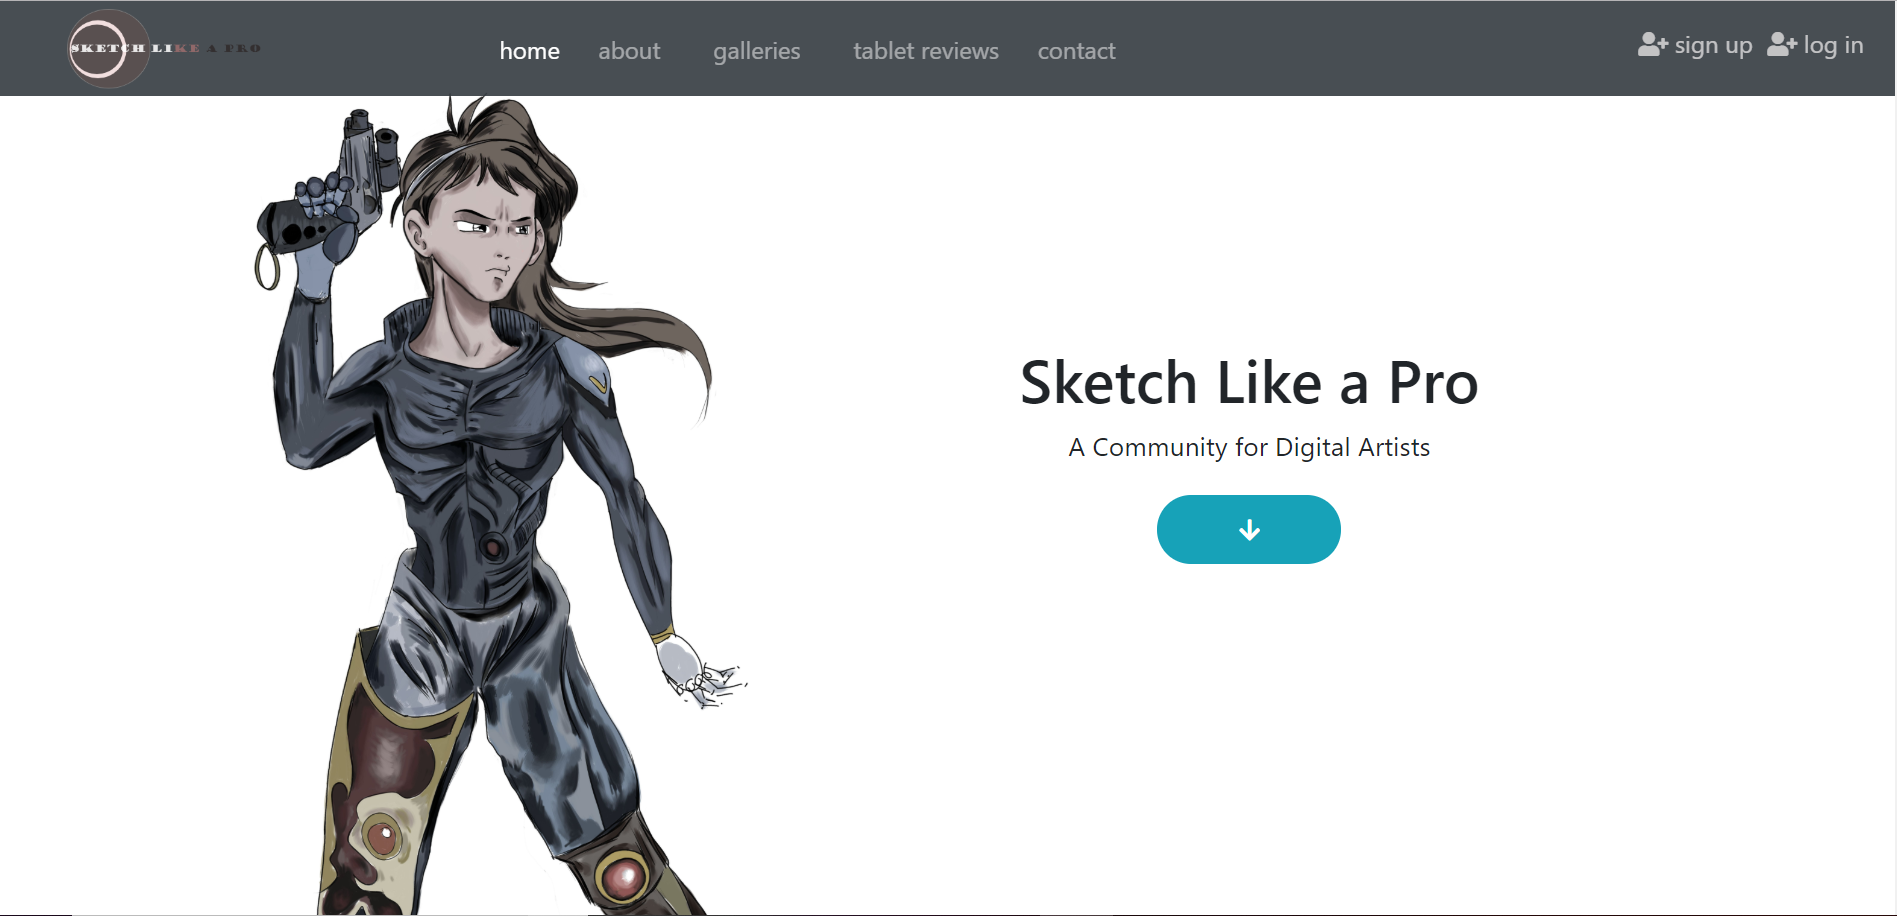 SKETCH LIKE A PRO
home about galleries tablet reviews contact
sign up log in
Sketch Like a Pro
A Community for Digital Artists